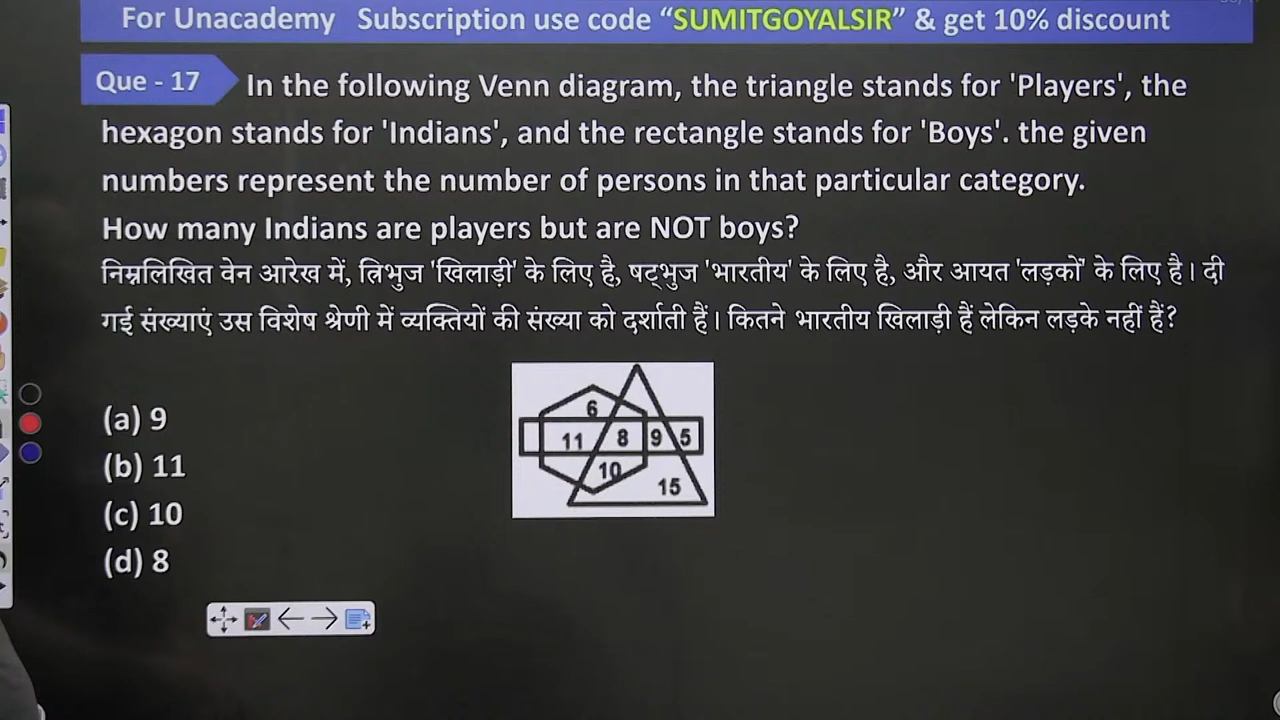 For Unacademy Subscription use code “SUMITGOYALSIR” & get 10% discount
Que - 17 In the following Venn diagram, the triangle stands for 'Players', the
hexagon stands for 'Indians', and the rectangle stands for 'Boys'. the given
numbers represent the number of persons in that particular category.
How many Indians are players but are NOT boys?
निम्नलिखित वेन आरेख में, त्रिभुज 'खिलाड़ी' के लिए है, षट्भुज 'भारतीय' के लिए है, और आयत 'लड़कों' के लिए है। दी
गई संख्याएं उस विशेष श्रेणी में व्यक्तियों की संख्या को दर्शाती हैं। कितने भारतीय खिलाड़ी हैं लेकिन लड़के नहीं हैं?
(a) 9
(b) 11
(c) 10
(d) 8
6
11 8 9 5
10
15